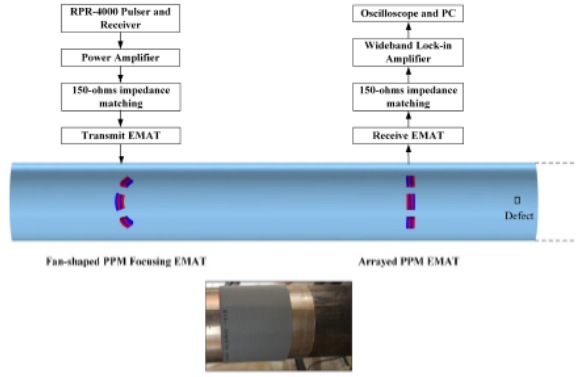 RPR-4000 Pulser and
Receiver
Power Amplifier
150-ohms impedance
matching
Transmit EMAT
Oscilloscope and PC
Wideband Lock-in
Amplifier
150-ohms impedance
matching
Receive EMAT
Defect
Fan-shaped PPM Focusing EMAT
Arrayed PPM EMAT